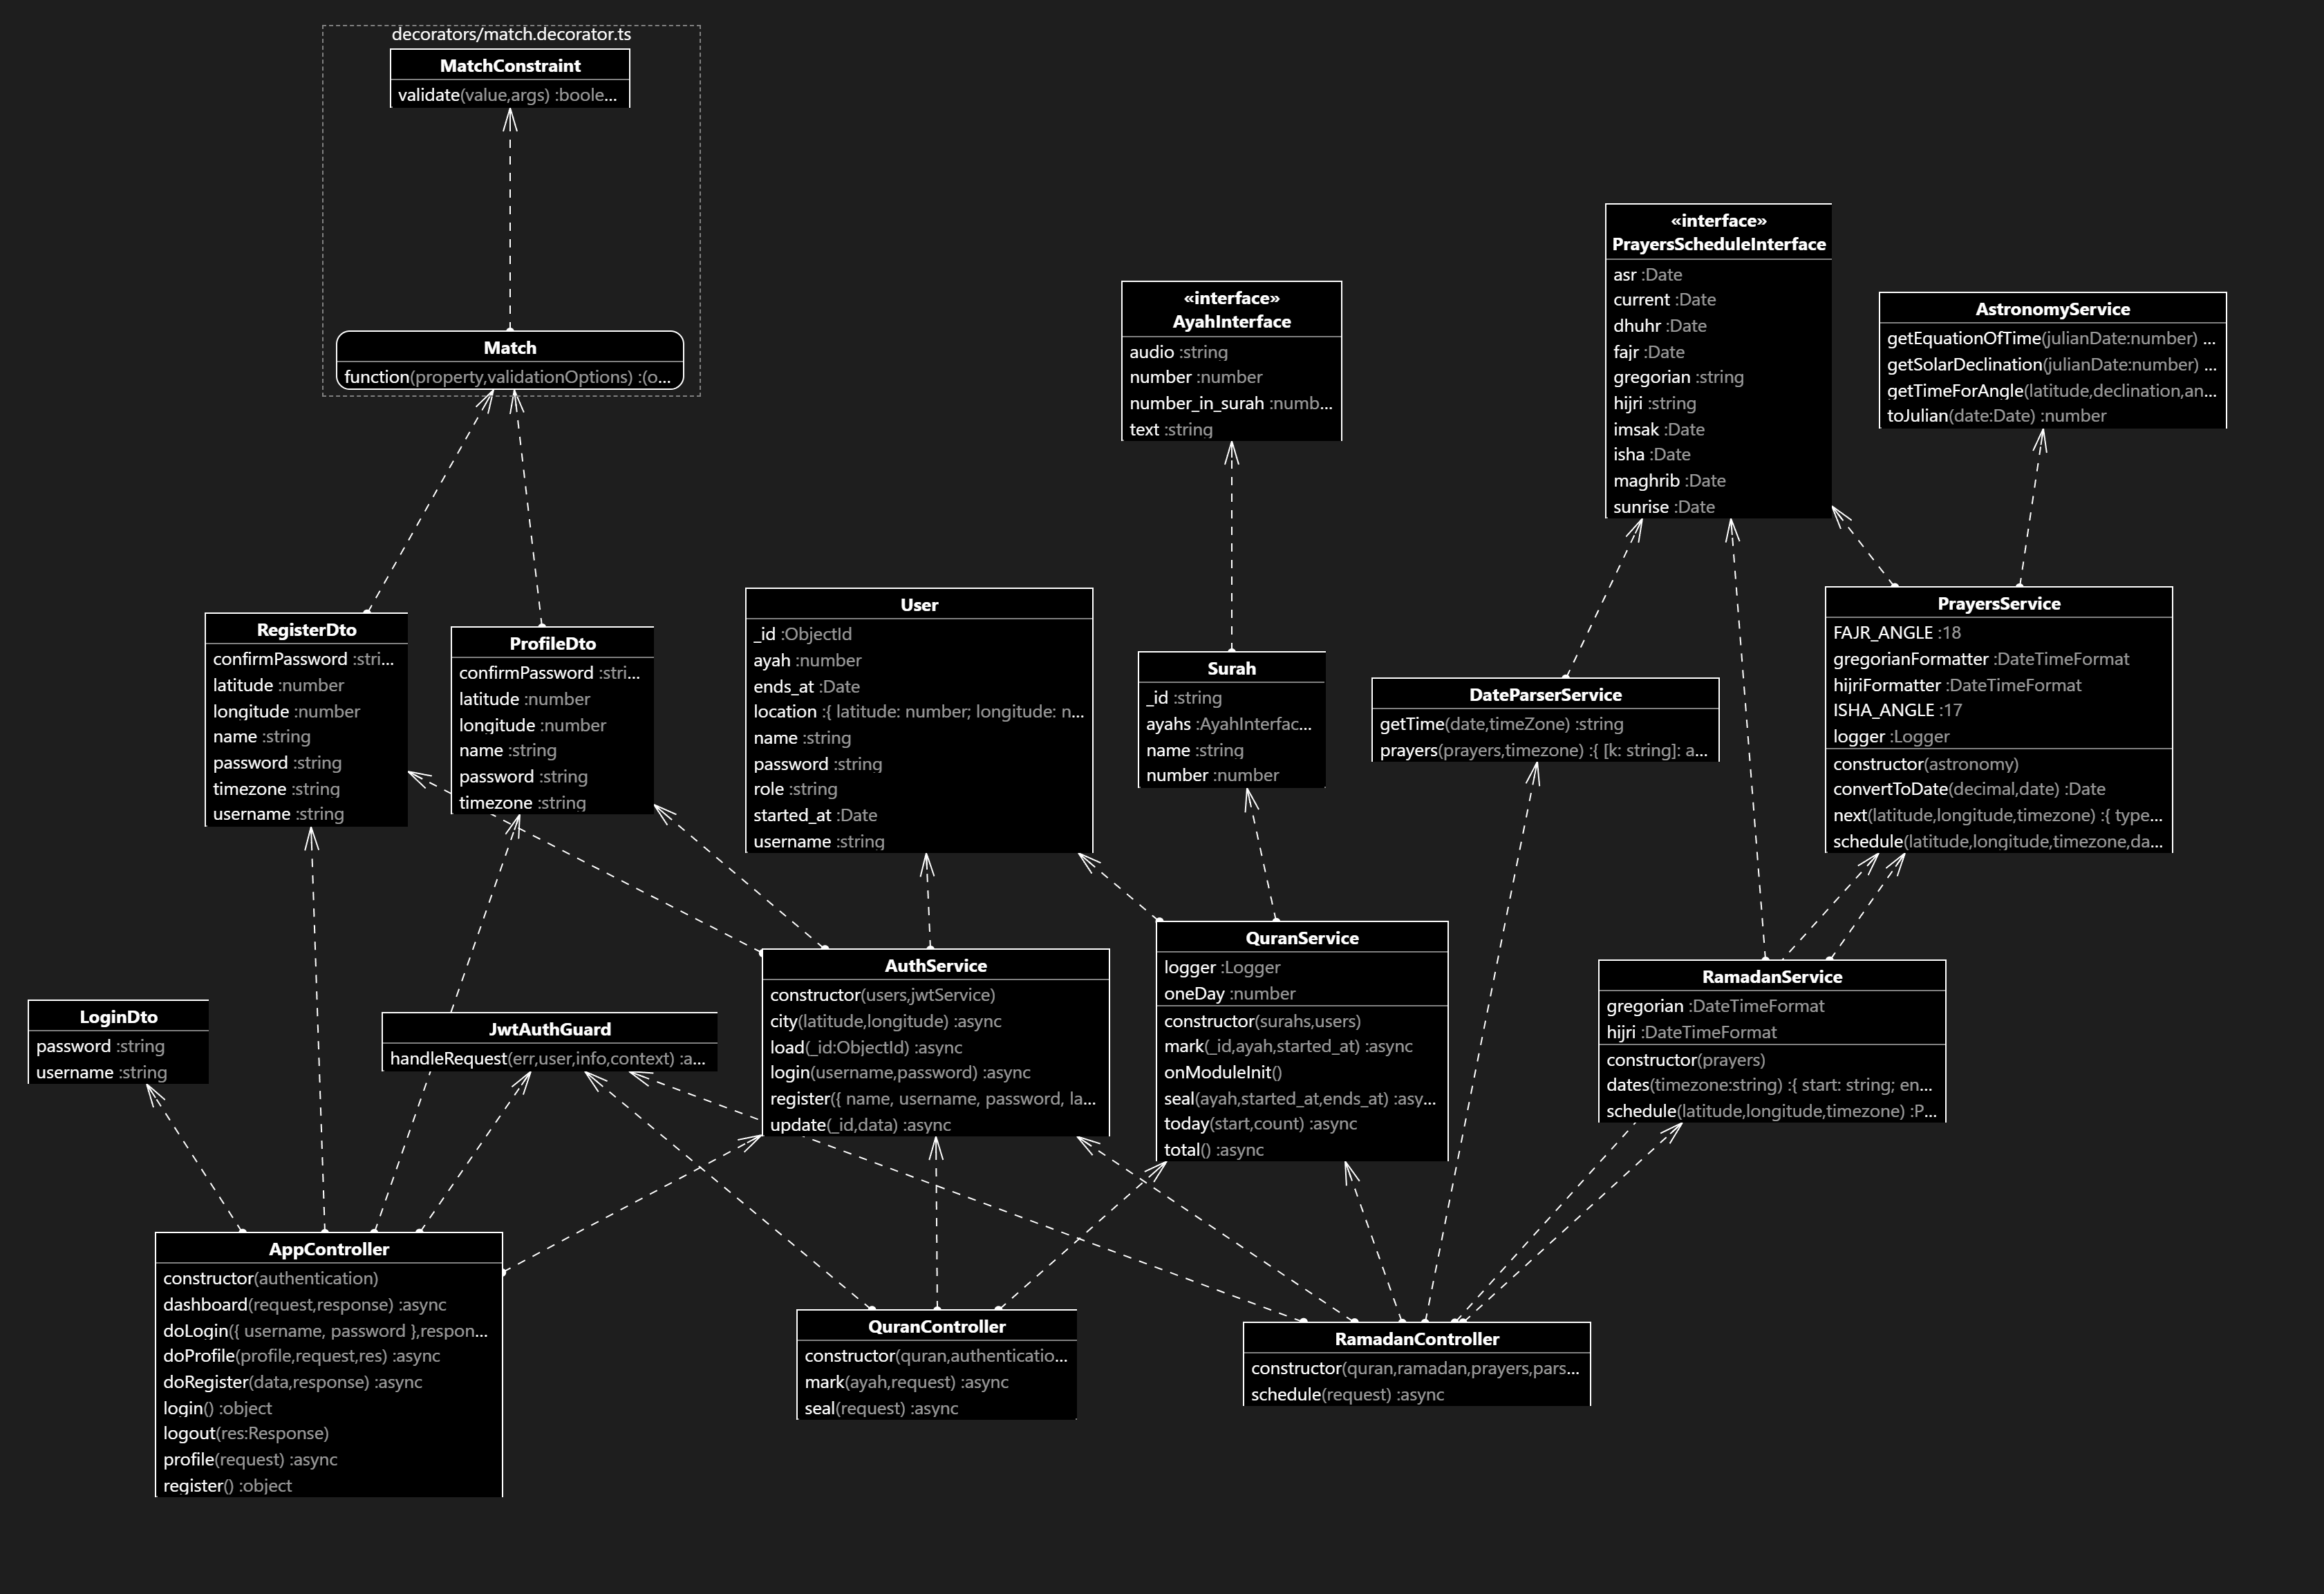 decorators/match.decorator.ts
MatchConstraint
validate(value,args) :boole...
Match
function(property,validationOptions) :(o...
«interface»
AyahInterface
audio :string
number :number
number_in_surah :numb...
text :string
«interface»
PrayersScheduleInterface
asr :Date
current :Date
dhuhr :Date
fajr :Date
gregorian :string
hijri :string
imsak :Date
isha :Date
maghrib :Date
sunrise :Date
AstronomyService
getEquationOfTime(julianDate:number) ...
getSolarDeclination(julianDate:number) ...
getTimeForAngle(latitude,declination,an...
toJulian(date:Date) :number
RegisterDto
confirmPassword :stri...
latitude :number
longitude :number
name :string
password :string
timezone :string
username :string
ProfileDto
confirmPassword :stri...
latitude :number
longitude :number
name :string
password :string
timezone :string
User
_id :ObjectId
ayah :number
ends_at :Date
location :{ latitude: number; longitude: n...
name :string
password :string
role :string
started_at :Date
username :string
Surah
_id :string
ayahs :AyahInterfac...
name :string
number :number
DateParserService
getTime(date,timeZone) :string
prayers(prayers,timezone) :{ [k: string]: a...
PrayersService
FAJR_ANGLE :18
gregorianFormatter :DateTimeFormat
hijriFormatter :DateTimeFormat
ISHA_ANGLE :17
logger :Logger
constructor(astronomy)
convertToDate(decimal,date) :Date
next(latitude,longitude,timezone) :{ type...
schedule(latitude,longitude,timezone,da...
LoginDto
password :string
username :string
JwtAuthGuard
handleRequest(err,user,info,context) :a...
AuthService
constructor(users,jwtService)
city(latitude,longitude) :async
load(_id:ObjectId) :async
login(username,password) :async
register({ name, username, password, la...
update(_id,data) :async
QuranService
logger :Logger
oneDay :number
constructor(surahs,users)
mark(_id,ayah,started_at) :async
onModuleInit()
seal(ayah,started_at,ends_at) :asy...
today(start,count) :async
total() :async
RamadanService
gregorian :DateTimeFormat
hijri :DateTimeFormat
constructor(prayers)
dates(timezone:string) :{ start: string; en...
schedule(latitude,longitude,timezone) :P...
AppController
constructor(authentication)
dashboard(request,response) :async
doLogin({ username, password },respon...
doProfile(profile,request,res) :async
doRegister(data,response) :async
login() :object
logout(res:Response)
profile(request) :async
register() :object
QuranController
constructor(quran,authenticatio...
mark(ayah,request) :async
seal(request) :async
RamadanController
constructor(quran,ramadan,prayers,pars...
schedule(request) :async